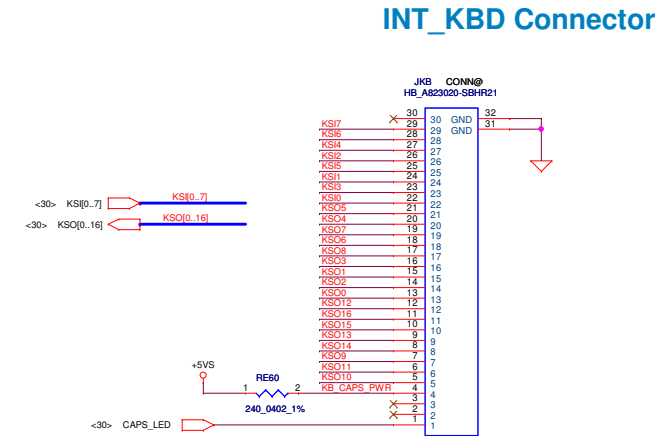 INT_KBD Connector
JKB CONN@
HB_A823020-SBHR21
30 30 GND 32
KSI7 29 29 GND 31
KSI6 28 28
KSI4 27 27
KSI2 26 26
KSI5 25 25
KSI1 24 24
KSI3 23 23
KSI0 22 22
KSO5 21 21
KSO4 20 20
KSO7 19 19
KSO6 18 18
KSO8 17 17
KSO3 16 16
KSO1 15 15
KSO2 14 14
KSO0 13 13
KSO12 12 12
KSO16 11 11
KSO15 10 10
KSO13 9 9
KSO14 8 8
KSO9 7 7
KSO11 6 6
KSO10 5 5
KB_CAPS_PWR 4 4
3 3
2 2
1 1
<30> KSI[0..7] KSI[0..7]
<30> KSO[0..16] KSO[0..16]
+5VS
RE60
1 2
240_0402_1%
<30> CAPS_LED